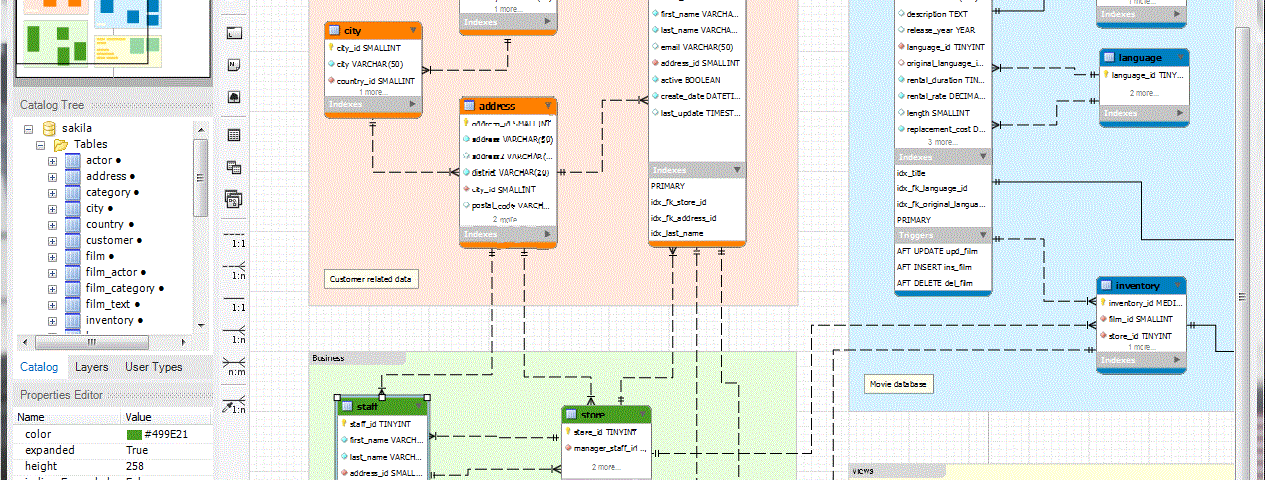 Catalog Tree
sakila
Tables
actor •
address •
category •
city •
country •
customer •
film •
film_actor •
film_category •
film_text •
inventory •
Catalog Layers User Types
Properties Editor
Name Value
color #499E21
expanded True
height 258
1:1
1:n
1:1
1:n
n:m
1:n
city
city_id SMALLINT
city VARCHAR(50)
country_id SMALLINT
1 more...
Indexes
1 more...
Indexes
address
address_id SMALLINT
address VARCHAR(50)
address2 VARCHAR(...
district VARCHAR(20)
city_id SMALLINT
postal_code VARCH...
2 more
Indexes
first_name VARCHA...
last_name VARCHA...
email VARCHAR(50)
address_id SMALLINT
active BOOLEAN
create_date DATETI...
last_update TIMEST...
Indexes
PRIMARY
idx_fk_store_id
idx_fk_address_id
idx_last_name
Customer related data
Business
staff
staff_id TINYINT
first_name VARCH...
last_name VARCH...
address_id SMALL...
store
store_id TINYINT
manager_staff_id ...
2 more...
description TEXT
release_year YEAR
language_id TINYINT
original_language_i...
rental_duration TIN...
rental_rate DECIMA...
length SMALLINT
replacement_cost D...
3 more...
Indexes
idx_title
idx_fk_language_id
idx_fk_original_langua...
PRIMARY
Triggers
AFT UPDATE upd_film
AFT INSERT ins_film
AFT DELETE del_film
1 more...
Indexes
language
language_id TINY...
2 more...
Indexes
inventory
inventory_id MEDI...
film_id SMALLINT
store_id TINYINT
1 more...
Indexes
Movie database
Views